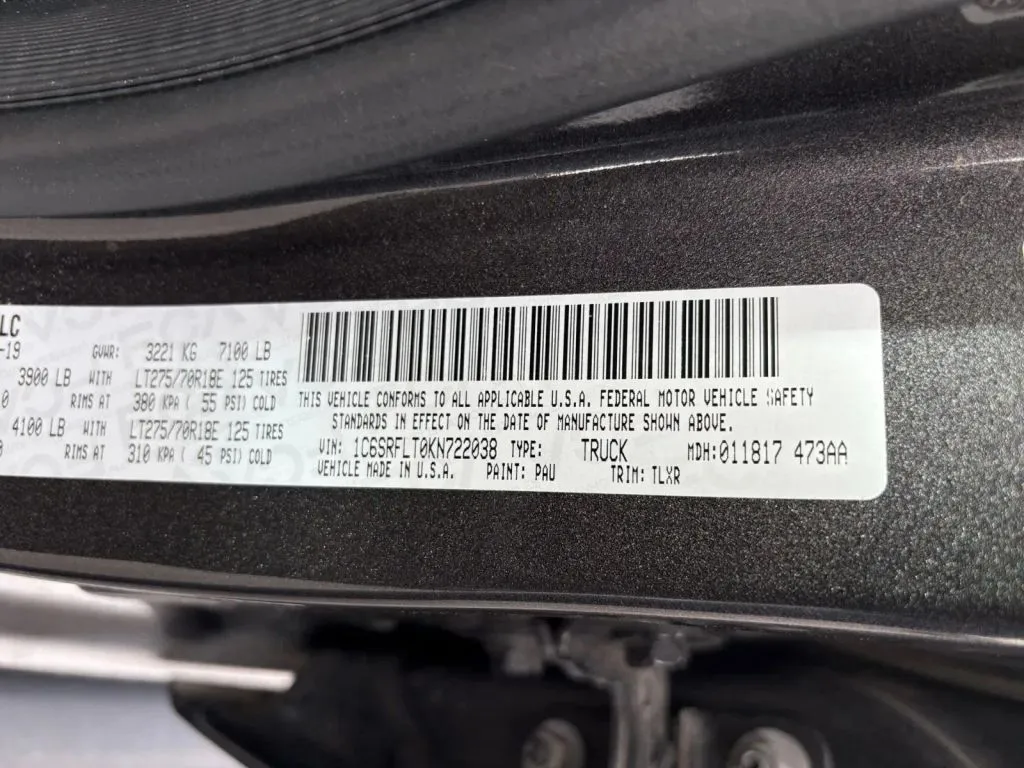 LC
-19
GVWR: 3221 KG 7100 LB
3900 LB WITH LT275/70R18E 125 TIRES
0 RIMS AT 380 KPA ( 55 PSI) COLD
4100 LB WITH LT275/70R18E 125 TIRES
0 RIMS AT 310 KPA ( 45 PSI) COLD
THIS VEHICLE CONFORMS TO ALL APPLICABLE U.S.A. FEDERAL MOTOR VEHICLE SAFETY
STANDARDS IN EFFECT ON THE DATE OF MANUFACTURE SHOWN ABOVE.
VIN: 1C6SRFLT0KN722038 TYPE: TRUCK MDH:011817 473AA
VEHICLE MADE IN U.S.A. PAINT: PAU TRIM: TLXR